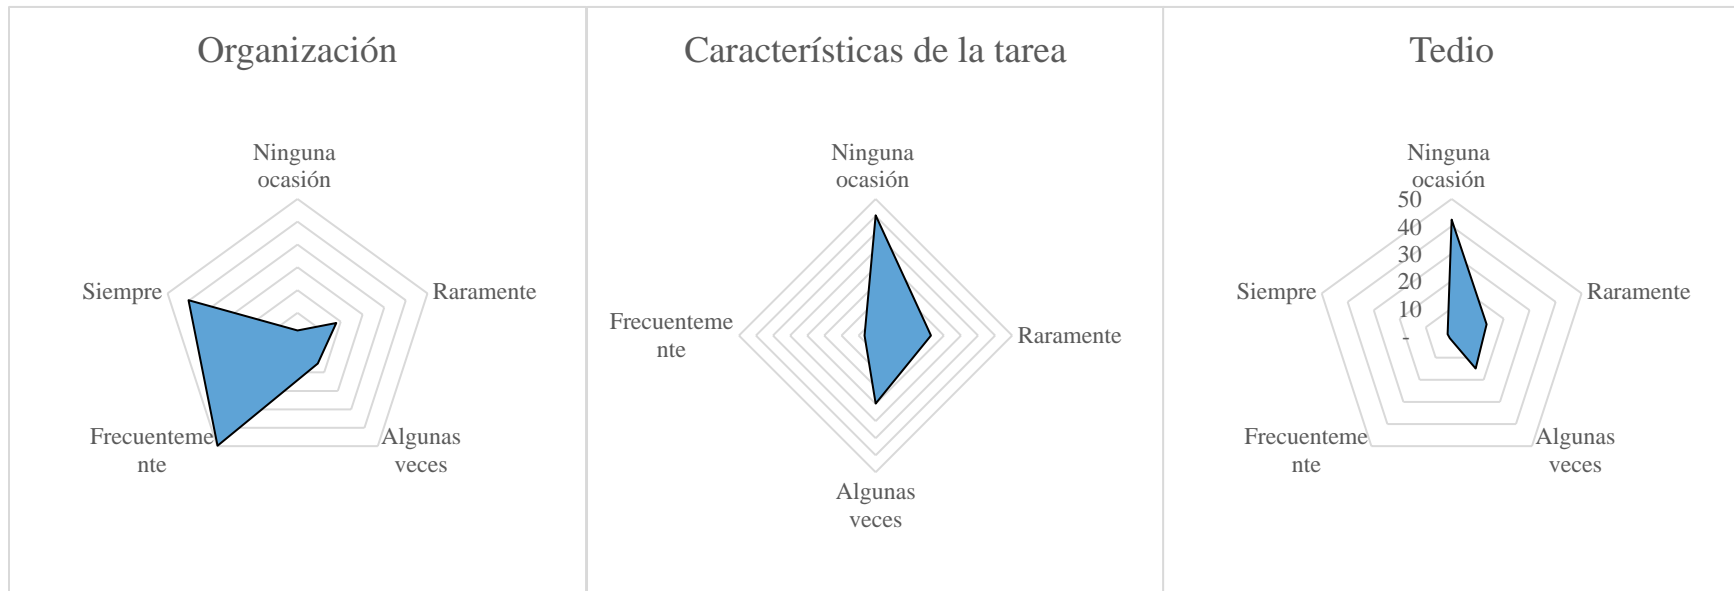 Organización
Ninguna
ocasión
Siempre
Raramente
Frecuenteme
nte
Algunas
veces
Características de la tarea
Ninguna
ocasión
Frecuenteme
nte
Raramente
Algunas
veces
Tedio
Ninguna
ocasión
50
40
30
20
10
-
Siempre
Raramente
Frecuenteme
nte
Algunas
veces